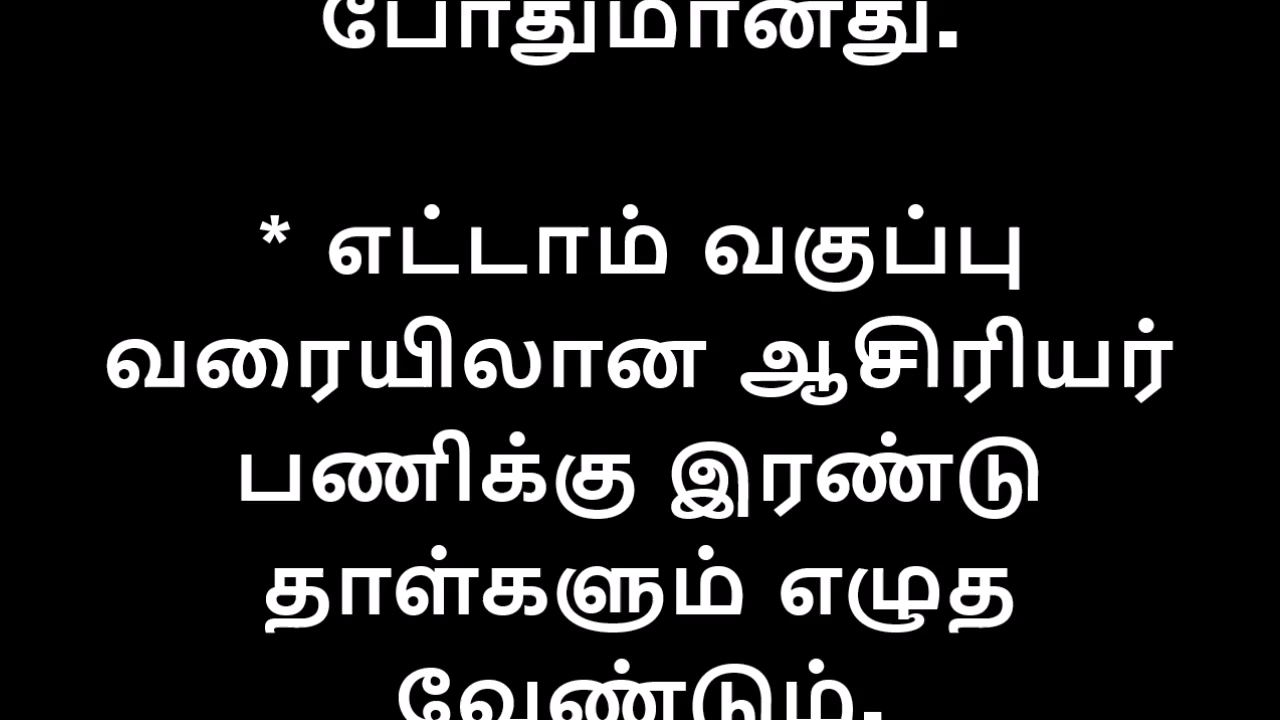 போதுமானது.
* எட்டாம் வகுப்பு
வரையிலான ஆசிரியர்
பணிக்கு இரண்டு
தாள்களும் எழுத
வேண்டும்.